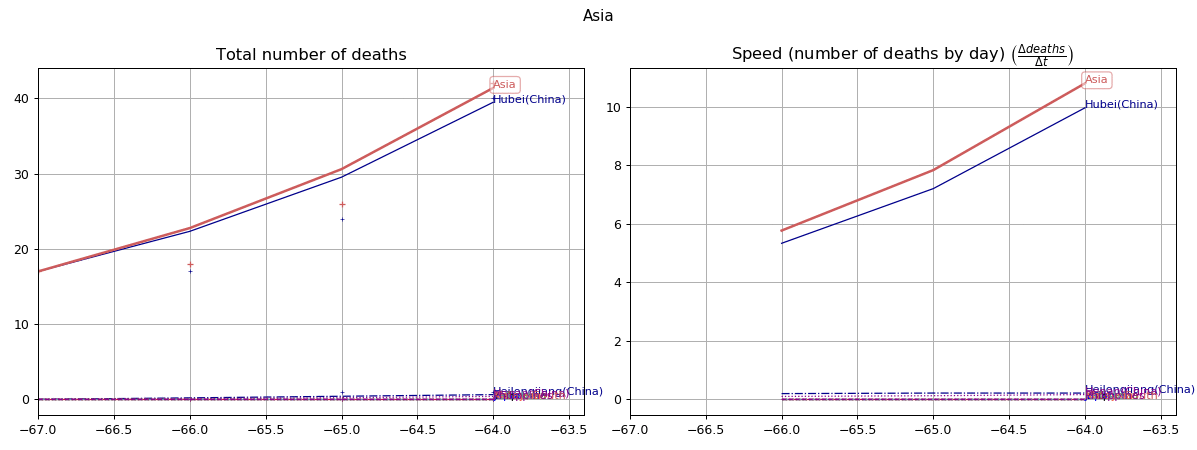 Asia
Total number of deaths
Speed (number of deaths by day) (Δdeaths/Δt)
Asia
Hubei(China)
Heilongjiang(China)
40
30
20
10
0
−67.0 −66.5 −66.0 −65.5 −65.0 −64.5 −64.0 −63.5
Asia
Hubei(China)
Heilongjiang(China)
10
8
6
4
2
0
−67.0 −66.5 −66.0 −65.5 −65.0 −64.5 −64.0 −63.5